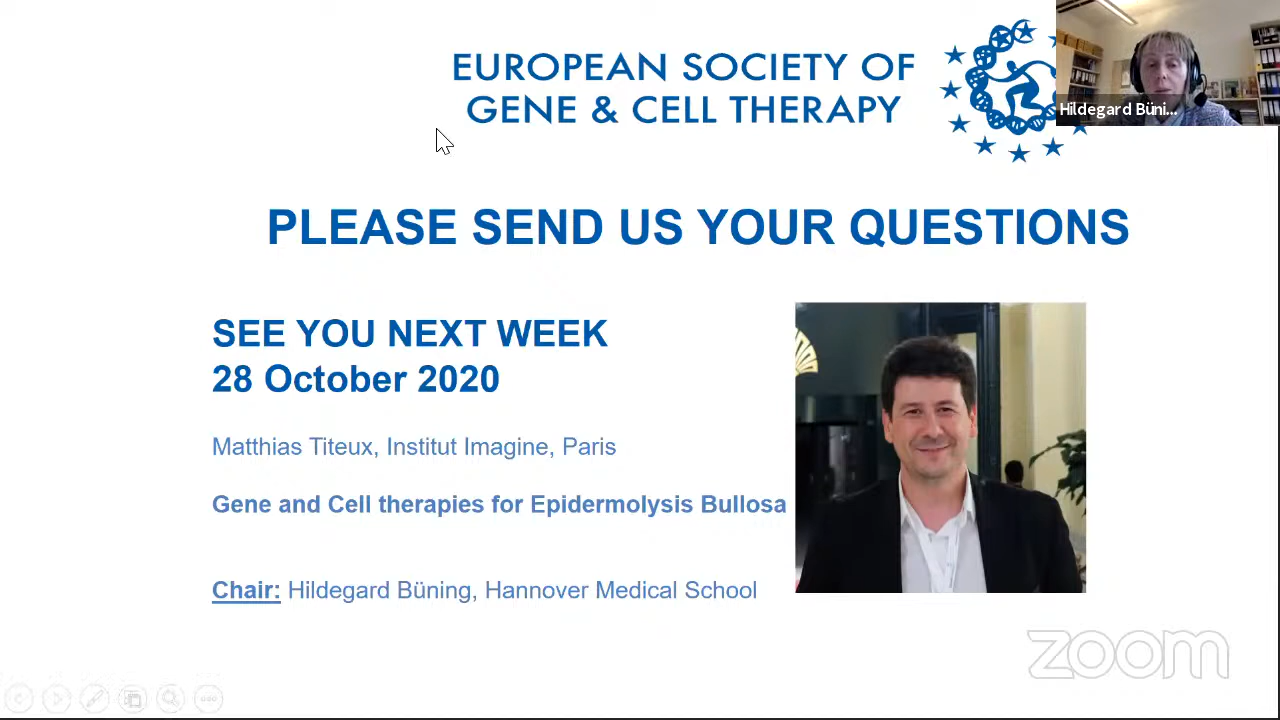 EUROPEAN SOCIETY OF
GENE & CELL THERAPY
Hildegard Büni...
PLEASE SEND US YOUR QUESTIONS
SEE YOU NEXT WEEK
28 October 2020
Matthias Titeux, Institut Imagine, Paris
Gene and Cell therapies for Epidermolysis Bullosa
Chair: Hildegard Büning, Hannover Medical School
zoom